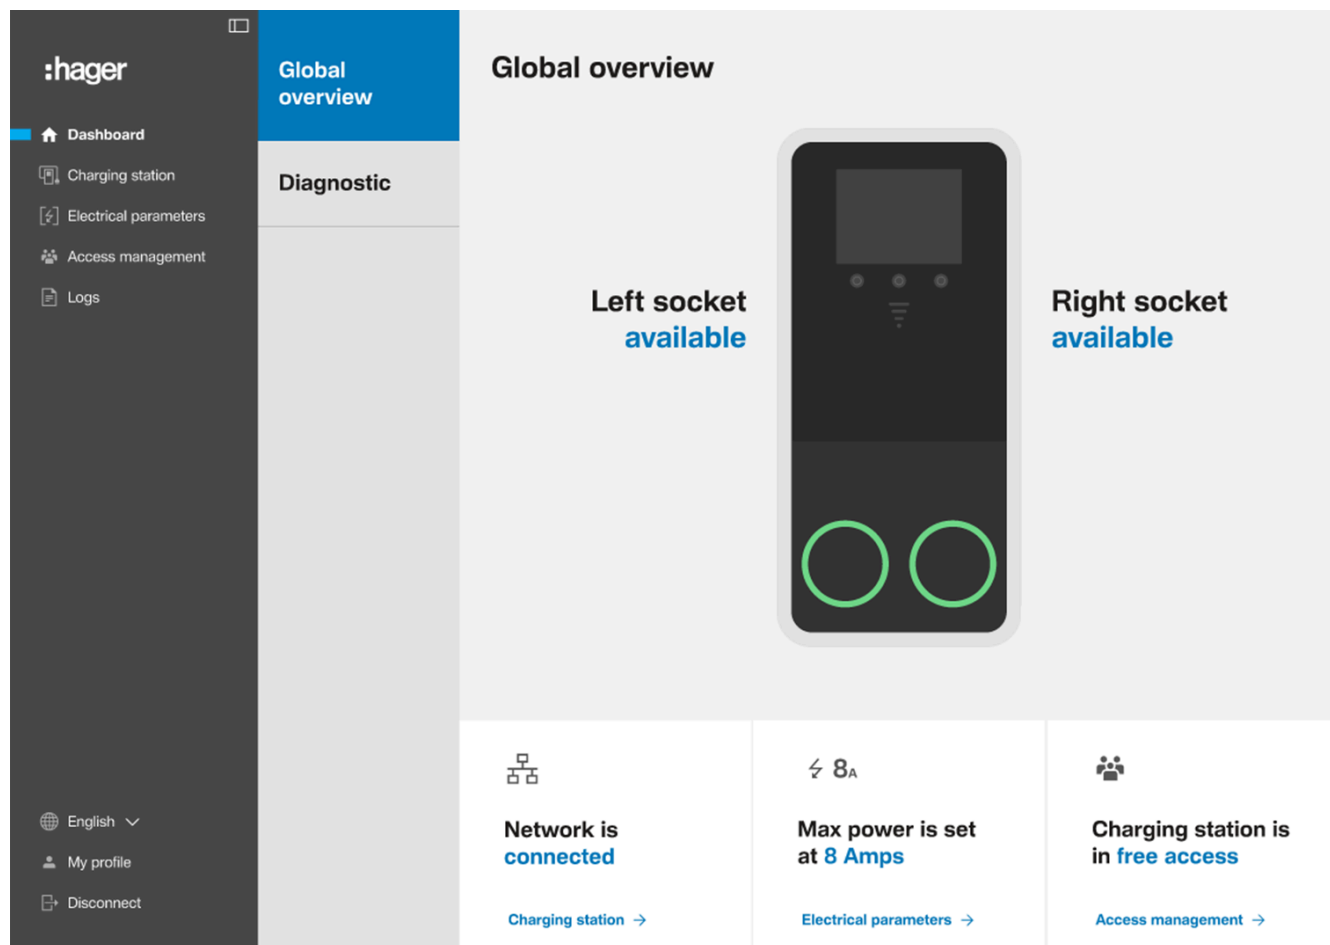 :hager
Dashboard
Charging station
Electrical parameters
Access management
Logs
English
My profile
Disconnect
Global
overview
Diagnostic
Global overview
Left socket
available
Right socket
available
Network is
connected
Charging station →
8A
Max power is set
at 8 Amps
Electrical parameters →
Charging station is
in free access
Access management →